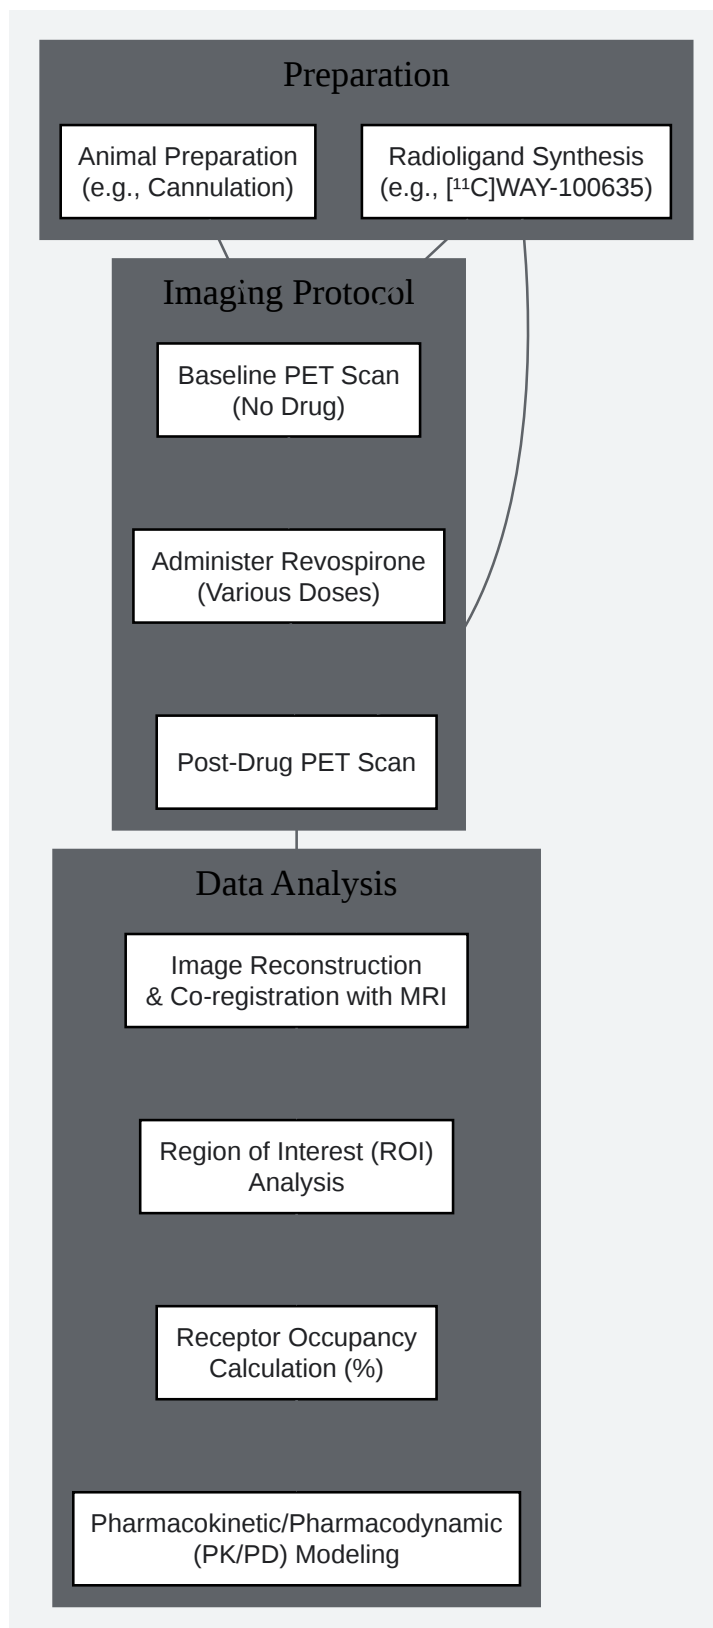 Preparation
Animal Preparation
(e.g., Cannulation)
Radioligand Synthesis
(e.g., [¹¹C]WAY-100635)
Imaging Protocol
Baseline PET Scan
(No Drug)
Administer Revospirone
(Various Doses)
Post-Drug PET Scan
Data Analysis
Image Reconstruction
& Co-registration with MRI
Region of Interest (ROI)
Analysis
Receptor Occupancy
Calculation (%)
Pharmacokinetic/Pharmacodynamic
(PK/PD) Modeling